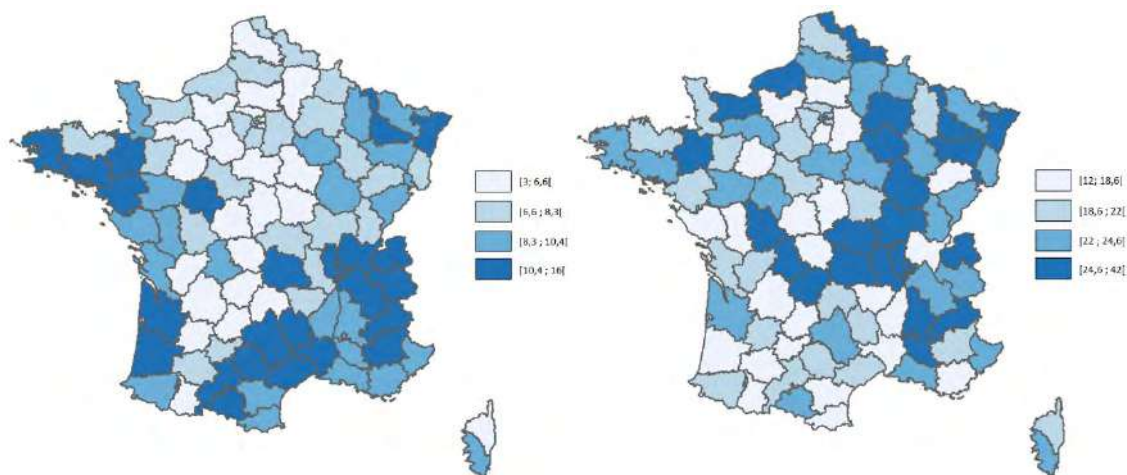 [3; 6,6[
[6,6 ; 8,3[
[8,3 ; 10,4[
[10,4 ; 16[
[12; 18,6[
[18,6 ; 22[
[22 ; 24,6[
[24,6 ; 42[